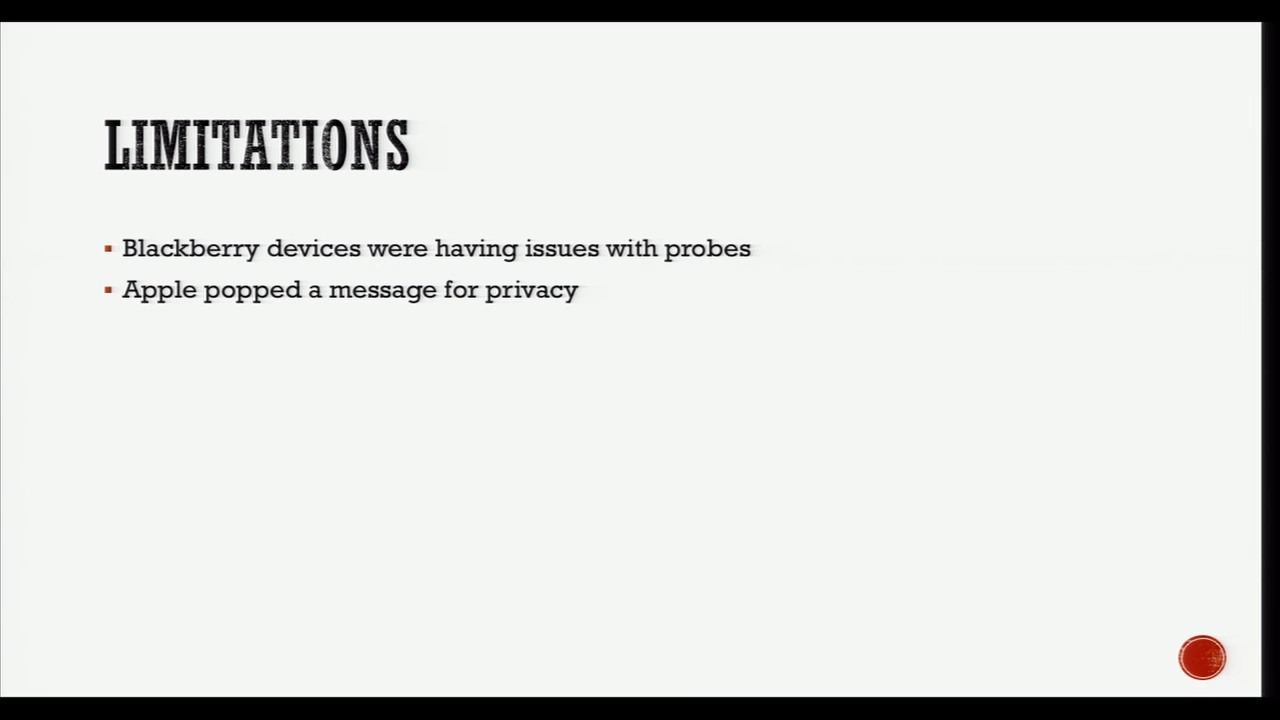 LIMITATIONS
Blackberry devices were having issues with probes
Apple popped a message for privacy